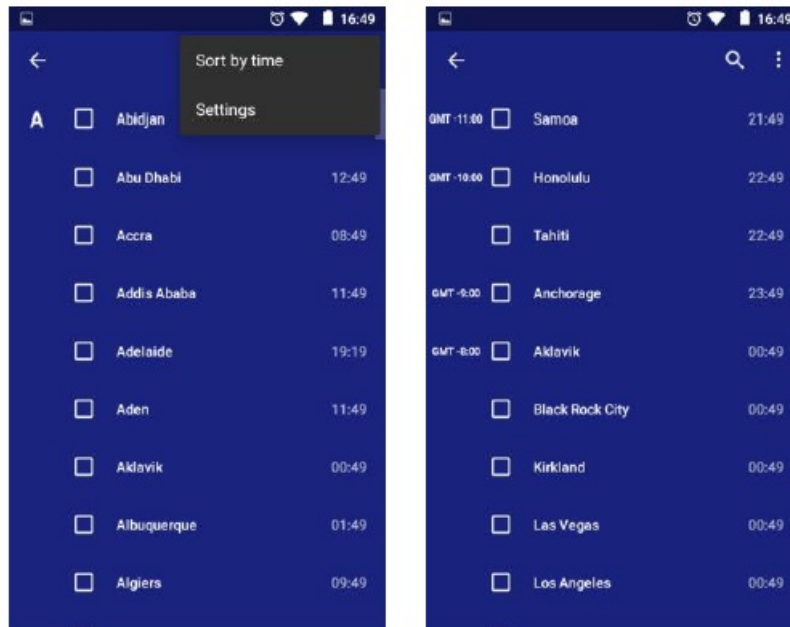 16:49
Sort by time
Settings
A Abidjan
Abu Dhabi 12:49
Accra 08:49
Addis Ababa 11:49
Adelaide 19:19
Aden 11:49
Aklavik 00:49
Albuquerque 01:49
Algiers 09:49
16:49
GMT -11:00 Samoa 21:49
GMT -10:00 Honolulu 22:49
Tahiti 22:49
GMT -9:00 Anchorage 23:49
GMT -8:00 Aklavik 00:49
Black Rock City 00:49
Kirkland 00:49
Las Vegas 00:49
Los Angeles 00:49